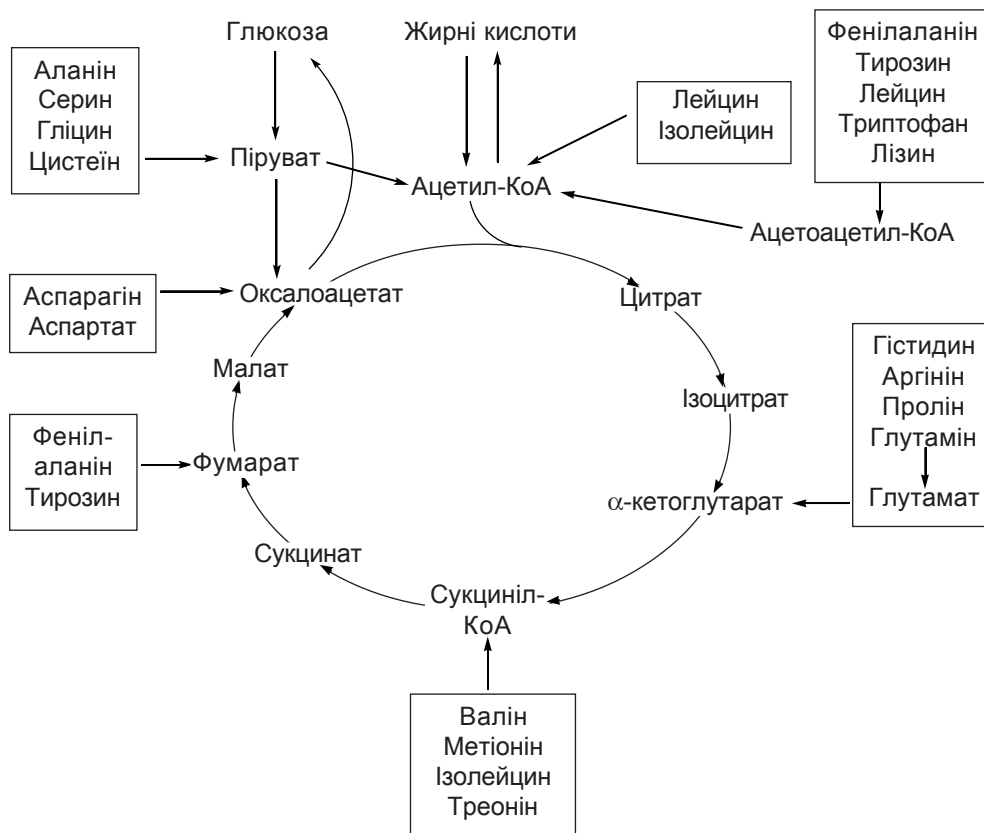 Глюкоза
Жирні кислоти
Фенілаланін
Тирозин
Лейцин
Триптофан
Лізин
Аланін
Серин
Гліцин
Цистеїн
Лейцин
Ізолейцин
Піруват
Ацетил-КоА
Ацетоацетил-КоА
Аспарагін
Аспартат
Оксалоацетат
Цитрат
Малат
Ізоцитрат
Гістидин
Аргінін
Пролін
Глутамін
Глутамат
Феніл-
аланін
Тирозин
Фумарат
α-кетоглутарат
Сукцинат
Сукциніл-
КоА
Валін
Метіонін
Ізолейцин
Треонін